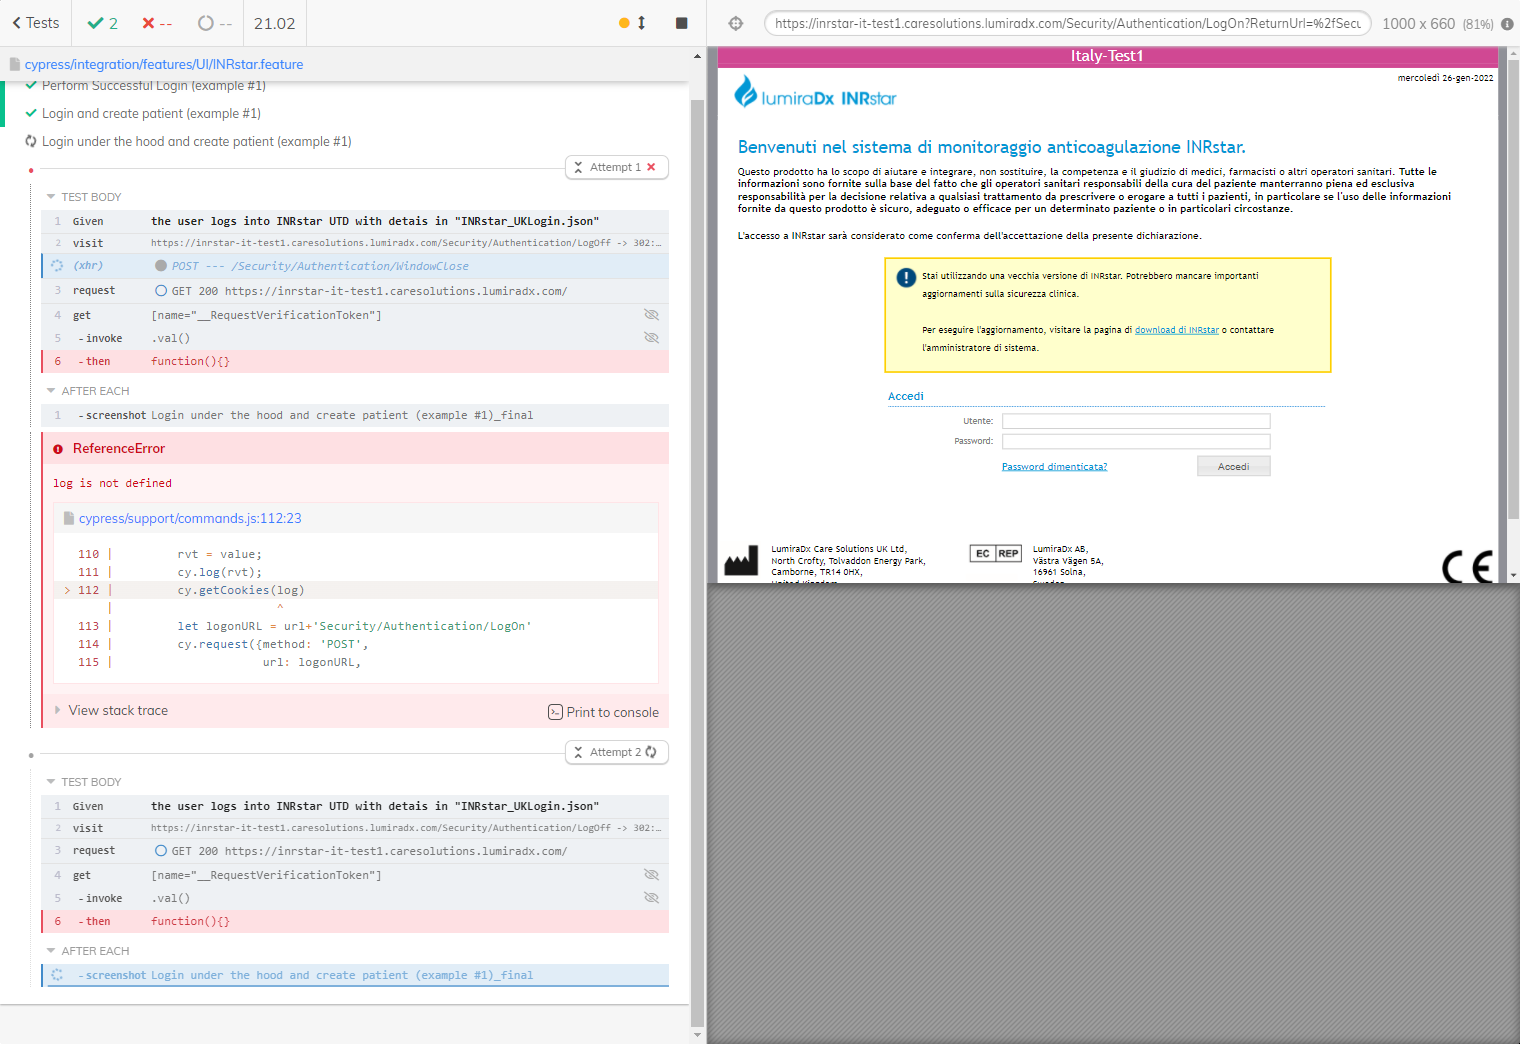 Tests
2
--
--
21.02
cypress/integration/features/UI/INRstar.feature
Perform Successful Login (example #1)
Login and create patient (example #1)
Login under the hood and create patient (example #1)
Attempt 1
TEST BODY
1 Given the user logs into INRstar UTD with detais in "INRstar_UKLogin.json"
2 visit https://inrstar-it-test1.caresolutions.lumiradx.com/Security/Authentication/LogOff -> 302:…
(xhr) POST --- /Security/Authentication/WindowClose
3 request GET 200 https://inrstar-it-test1.caresolutions.lumiradx.com/
4 get [name="__RequestVerificationToken"]
5 - invoke .val()
6 - then function(){}
AFTER EACH
1 - screenshot Login under the hood and create patient (example #1)_final
ReferenceError
log is not defined
cypress/support/commands.js:112:23
110 | rvt = value;
111 | cy.log(rvt);
> 112 | cy.getCookies(log)
| ^
113 | let logonURL = url+'Security/Authentication/LogOn'
114 | cy.request({method: 'POST',
115 | url: logonURL,
View stack trace
Print to console
Attempt 2
TEST BODY
1 Given the user logs into INRstar UTD with detais in "INRstar_UKLogin.json"
2 visit https://inrstar-it-test1.caresolutions.lumiradx.com/Security/Authentication/LogOff -> 302:…
3 request GET 200 https://inrstar-it-test1.caresolutions.lumiradx.com/
4 get [name="__RequestVerificationToken"]
5 - invoke .val()
6 - then function(){}
AFTER EACH
- screenshot Login under the hood and create patient (example #1)_final
https://inrstar-it-test1.caresolutions.lumiradx.com/Security/Authentication/LogOn?ReturnUrl=%2fSecu
1000 x 660 (81%)
Italy-Test1
mercoledì 26-gen-2022
lumiraDx INRstar
Benvenuti nel sistema di monitoraggio anticoagulazione INRstar.
Questo prodotto ha lo scopo di aiutare e integrare, non sostituire, la competenza e il giudizio di medici, farmacisti o altri operatori sanitari. Tutte le
informazioni sono fornite sulla base del fatto che gli operatori sanitari responsabili della cura del paziente manterranno piena ed esclusiva
responsabilità per la decisione relativa a qualsiasi trattamento da prescrivere o erogare a tutti i pazienti, in particolare se l'uso delle informazioni
fornite da questo prodotto è sicuro, adeguato o efficace per un determinato paziente o in particolari circostanze.
L'accesso a INRstar sarà considerato come conferma dell'accettazione della presente dichiarazione.
Stai utilizzando una vecchia versione di INRstar. Potrebbero mancare importanti
aggiornamenti sulla sicurezza clinica.
Per eseguire l'aggiornamento, visitare la pagina di download di INRstar o contattare
l'amministratore di sistema.
Accedi
Utente:
Password:
Password dimenticata?
Accedi
LumiraDx Care Solutions UK Ltd,
North Crofty, Tolvaddon Energy Park,
Camborne, TR14 0HX,
United Kingdom
EC REP
LumiraDx AB,
Västra Vägen 5A,
16961 Solna,
Sweden
CE